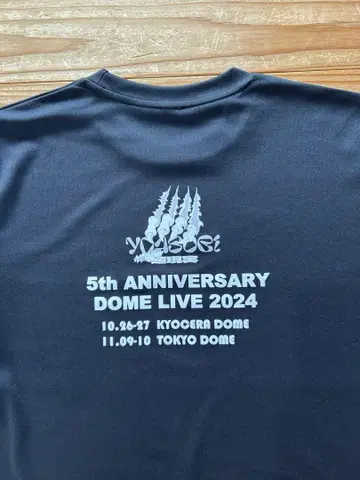 YOASOBI
5th ANNIVERSARY
DOME LIVE 2024
10.26-27 KYOCERA DOME
11.09-10 TOKYO DOME